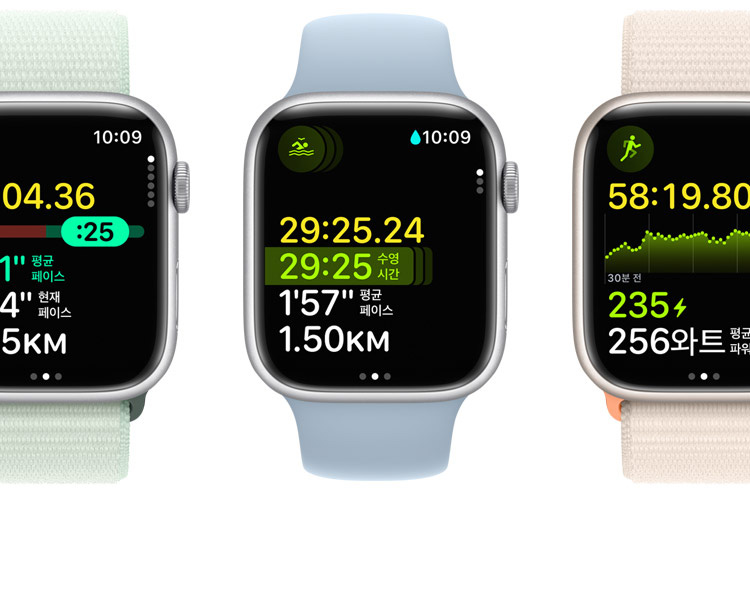 10:09
04.36
:25
1"
평균
페이스
4"
현재
페이스
5KM
10:09
29:25.24
29:25
수영
시간
1'57"
평균
페이스
1.50KM
58:19.80
30분 전
235
256와트
평균
파워